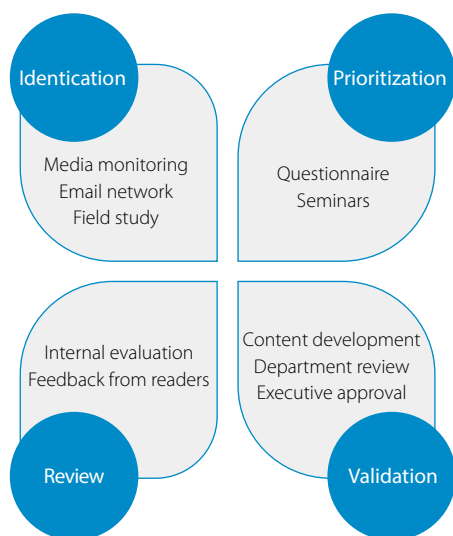 Identication
Prioritization
Media monitoring
Email network
Field study
Questionnaire
Seminars
Internal evaluation
Feedback from readers
Content development
Department review
Executive approval
Review
Validation